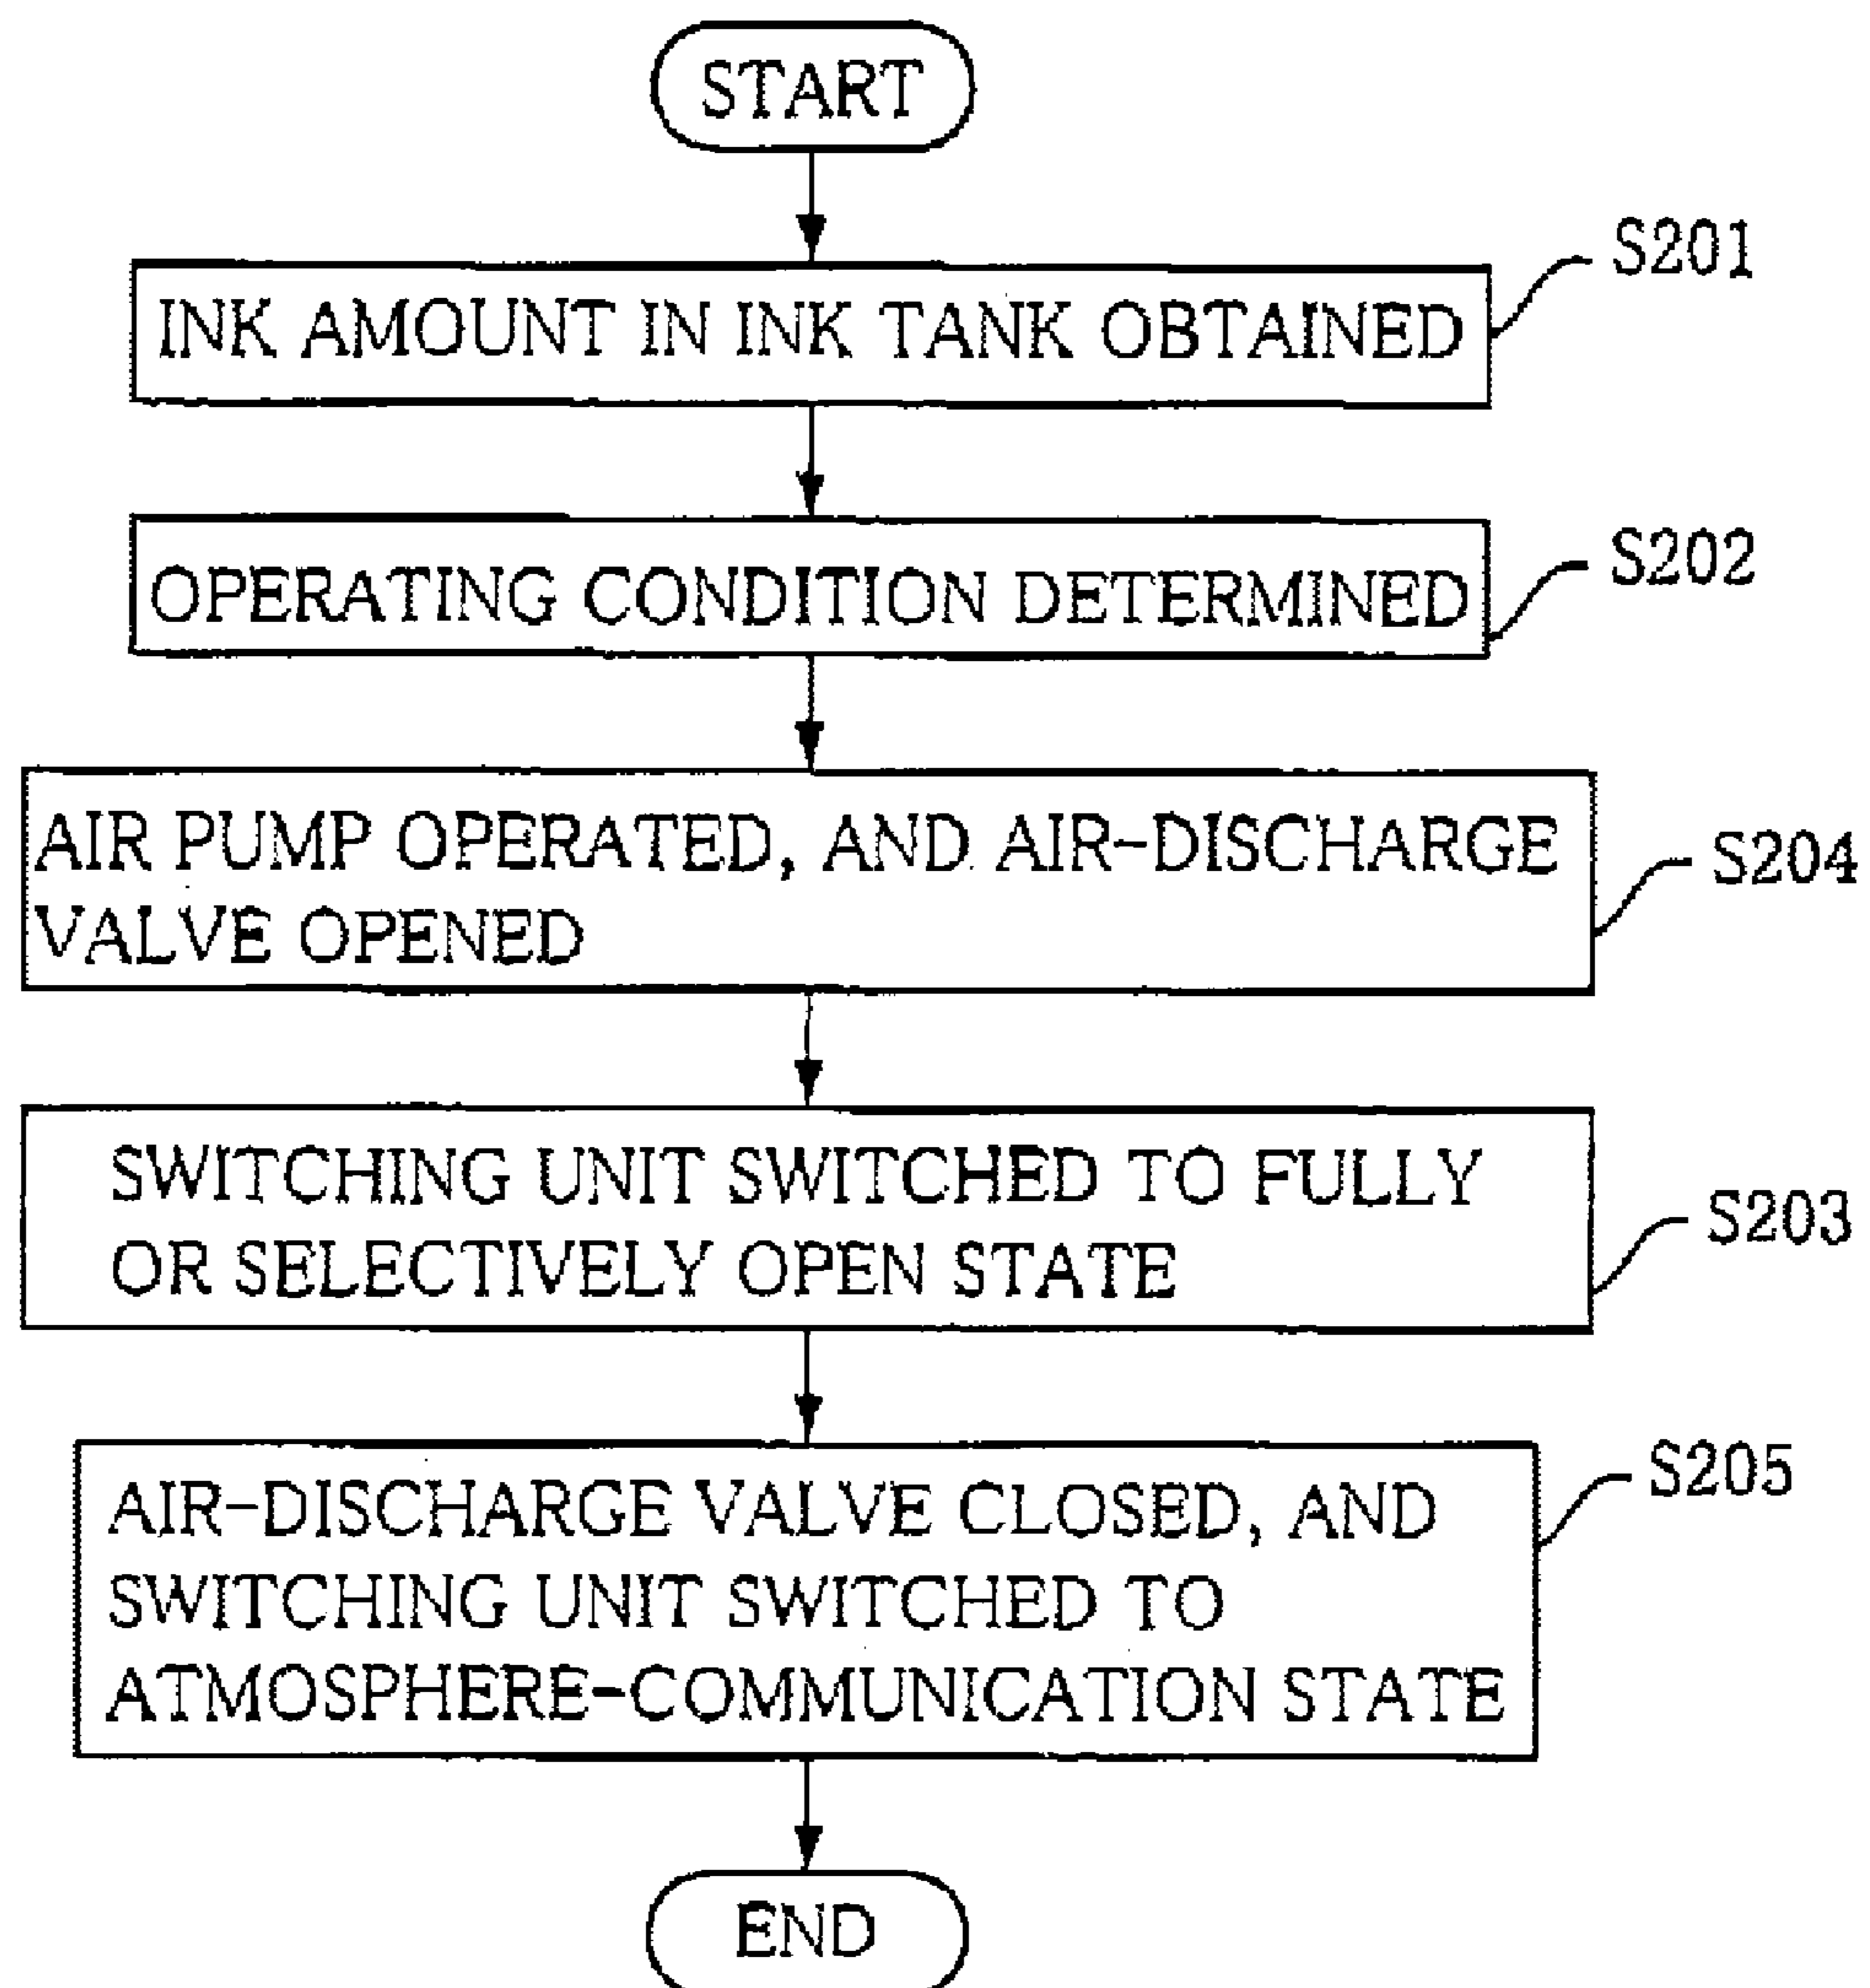 START
INK AMOUNT IN INK TANK OBTAINED
S201
OPERATING CONDITION DETERMINED
S202
AIR PUMP OPERATED, AND AIR-DISCHARGE
VALVE OPENED
S204
SWITCHING UNIT SWITCHED TO FULLY
OR SELECTIVELY OPEN STATE
S203
AIR-DISCHARGE VALVE CLOSED, AND
SWITCHING UNIT SWITCHED TO
ATMOSPHERE-COMMUNICATION STATE
S205
END